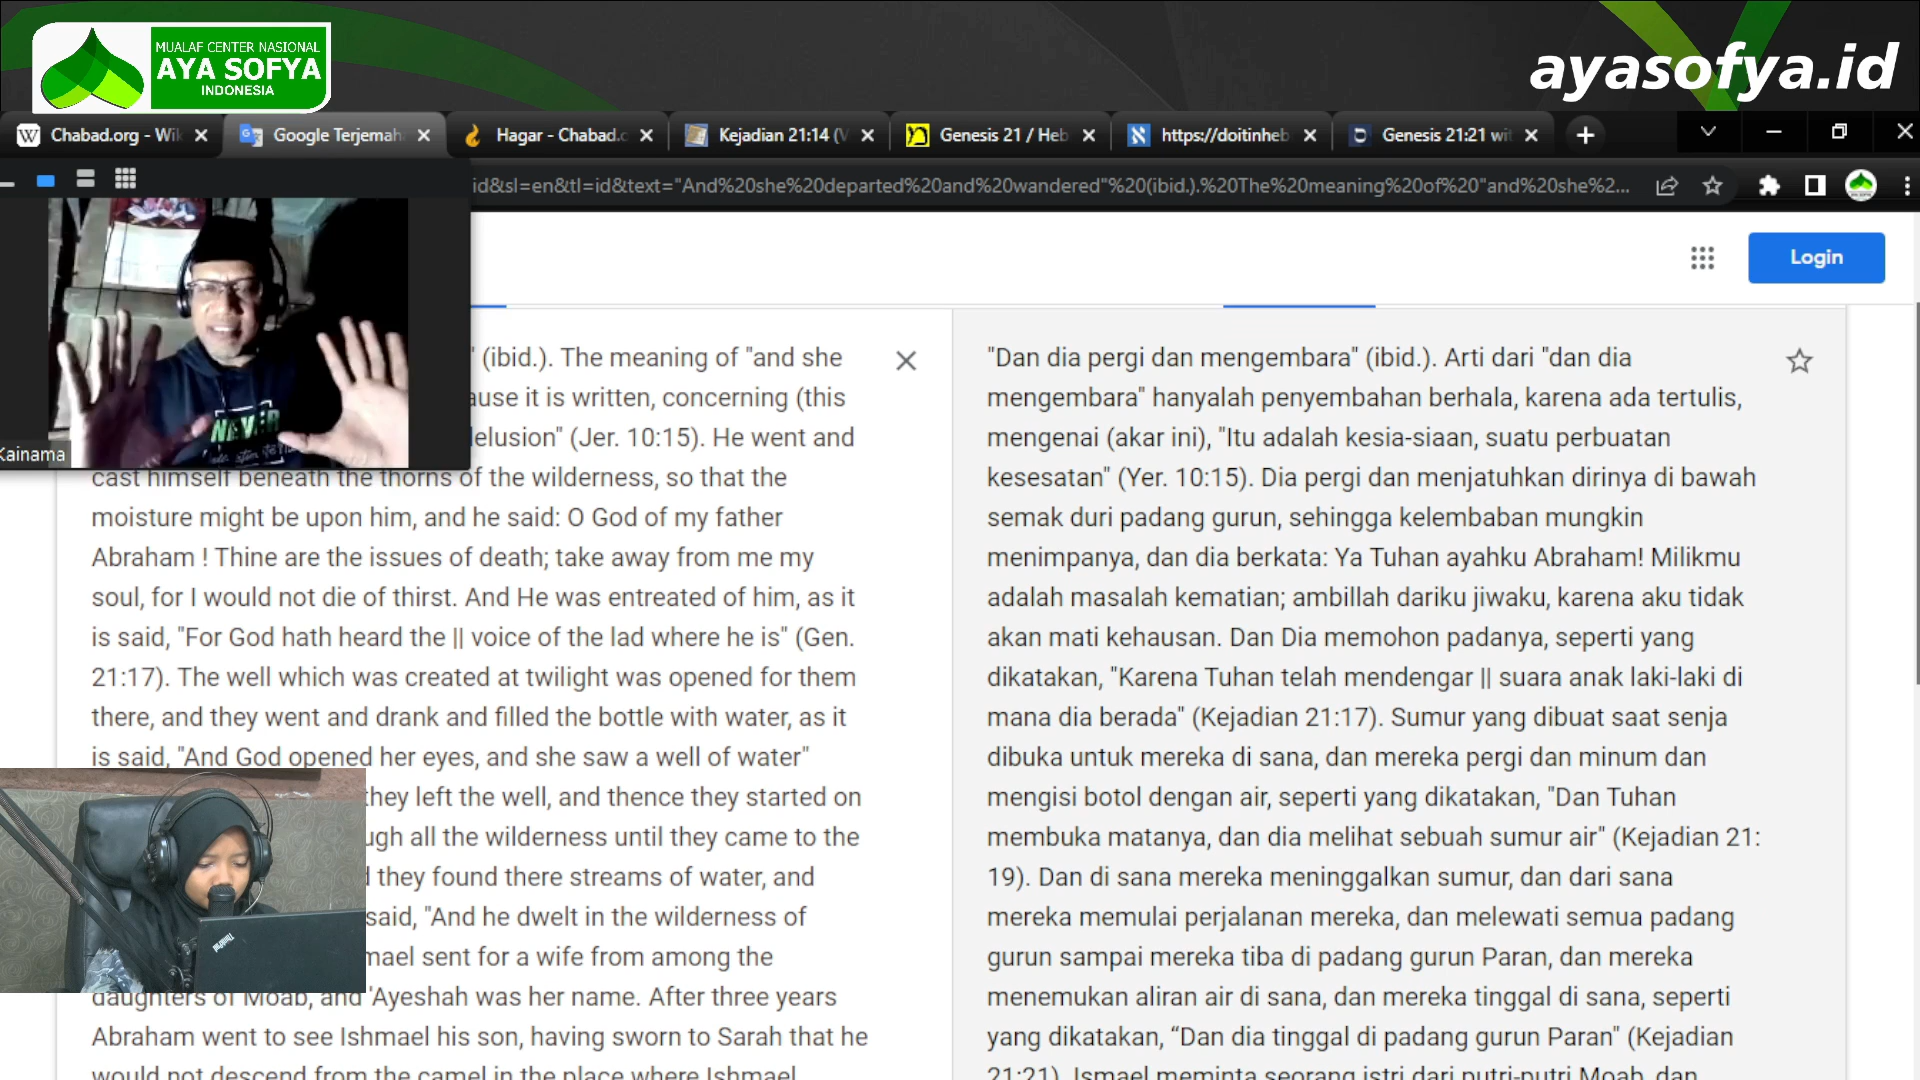 MUALAF CENTER NASIONAL
AYA SOFYA
INDONESIA
ayasofya.id
Chabad.org - Wik
Google Terjemah
Hagar - Chabad.c
Kejadian 21:14 (V
Genesis 21 / Heb
https://doitinheb
Genesis 21:21 wit
id&sl=en&tl=id&text="And%20she%20departed%20and%20wandered"%20(ibid.).%20The%20meaning%20of%20"and%20she%2...
Login
Kainama
NEVER
" (ibid.). The meaning of "and she
ause it is written, concerning (this
lelusion" (Jer. 10:15). He went and
cast himself beneath the thorns of the wilderness, so that the
moisture might be upon him, and he said: O God of my father
Abraham ! Thine are the issues of death; take away from me my
soul, for I would not die of thirst. And He was entreated of him, as it
is said, "For God hath heard the || voice of the lad where he is" (Gen.
21:17). The well which was created at twilight was opened for them
there, and they went and drank and filled the bottle with water, as it
is said, "And God opened her eyes, and she saw a well of water"
they left the well, and thence they started on
ugh all the wilderness until they came to the
d they found there streams of water, and
said, "And he dwelt in the wilderness of
mael sent for a wife from among the
daughters of Moab, and 'Ayeshah was her name. After three years
Abraham went to see Ishmael his son, having sworn to Sarah that he
would not descend from the camel in the place where Ishmael
"Dan dia pergi dan mengembara" (ibid.). Arti dari "dan dia
mengembara" hanyalah penyembahan berhala, karena ada tertulis,
mengenai (akar ini), "Itu adalah kesia-siaan, suatu perbuatan
kesesatan" (Yer. 10:15). Dia pergi dan menjatuhkan dirinya di bawah
semak duri padang gurun, sehingga kelembaban mungkin
menimpanya, dan dia berkata: Ya Tuhan ayahku Abraham! Milikmu
adalah masalah kematian; ambillah dariku jiwaku, karena aku tidak
akan mati kehausan. Dan Dia memohon padanya, seperti yang
dikatakan, "Karena Tuhan telah mendengar || suara anak laki-laki di
mana dia berada" (Kejadian 21:17). Sumur yang dibuat saat senja
dibuka untuk mereka di sana, dan mereka pergi dan minum dan
mengisi botol dengan air, seperti yang dikatakan, "Dan Tuhan
membuka matanya, dan dia melihat sebuah sumur air" (Kejadian 21:
19). Dan di sana mereka meninggalkan sumur, dan dari sana
mereka memulai perjalanan mereka, dan melewati semua padang
gurun sampai mereka tiba di padang gurun Paran, dan mereka
menemukan aliran air di sana, dan mereka tinggal di sana, seperti
yang dikatakan, “Dan dia tinggal di padang gurun Paran" (Kejadian
21:21). Ismael meminta seorang istri dari putri-putri Moab, dan
ThinkPad